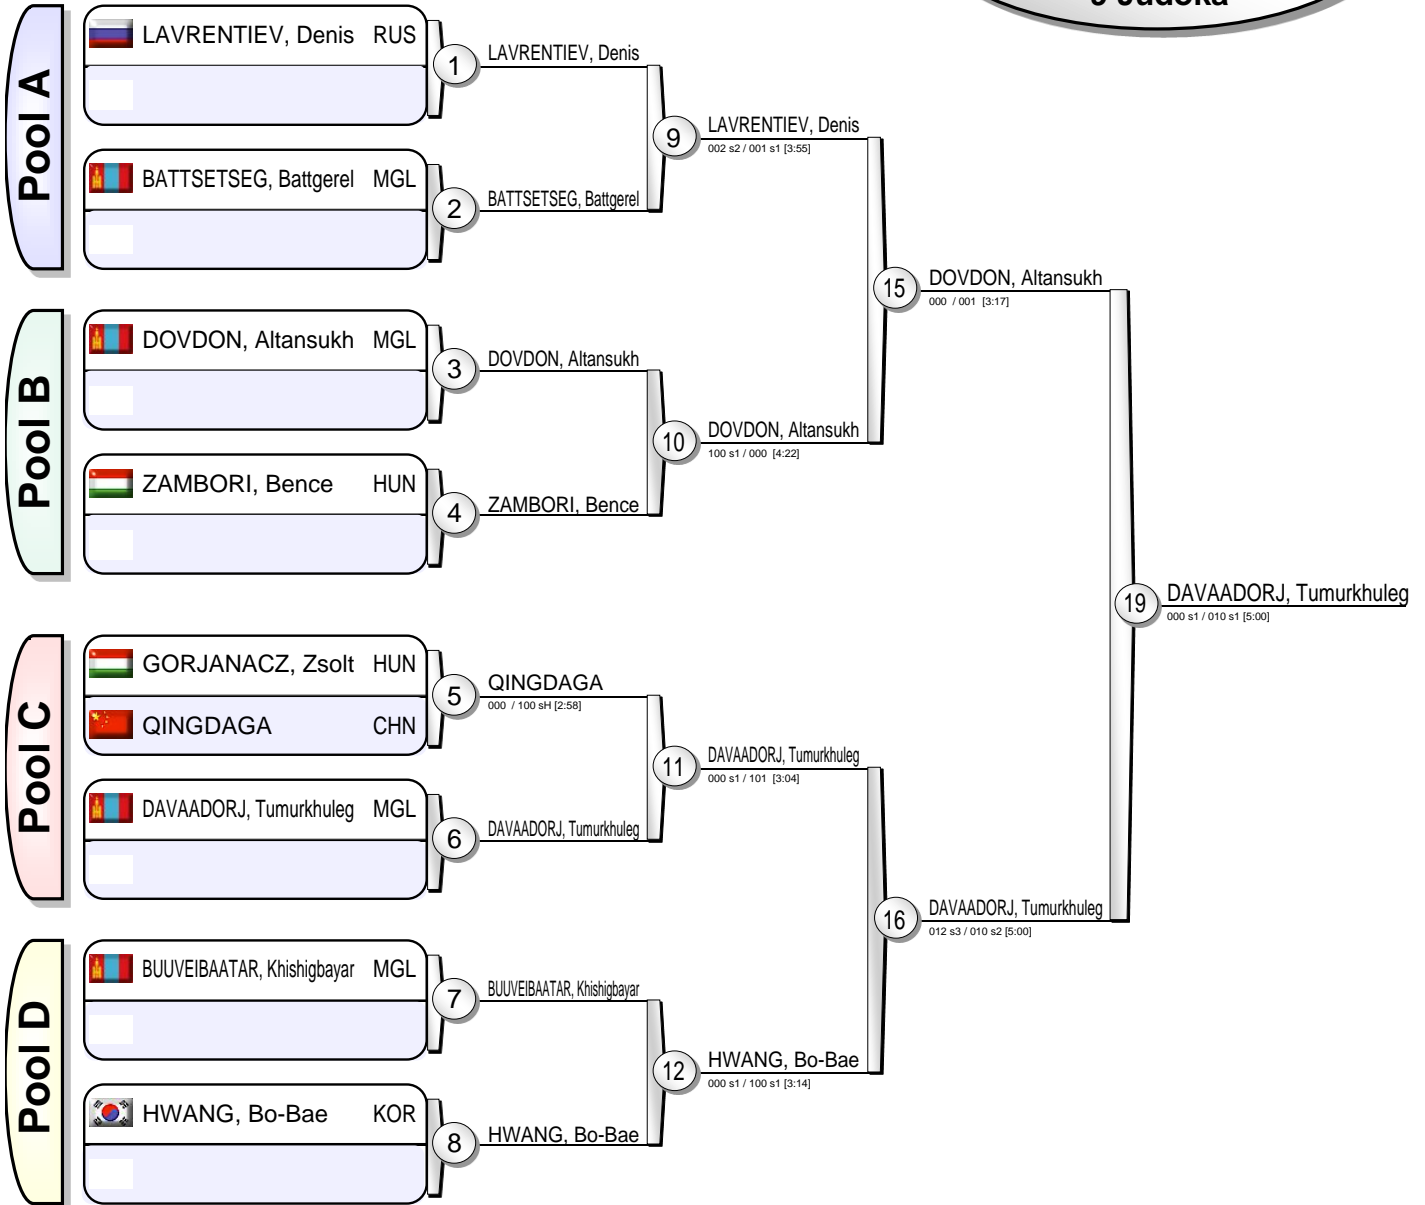 9 Judoka
Pool A
LAVRENTIEV, Denis RUS
1
LAVRENTIEV, Denis
BATTSETSEG, Battgerel MGL
2
BATTSETSEG, Battgerel
9
LAVRENTIEV, Denis
002 s2 / 001 s1 [3:55]
Pool B
DOVDON, Altansukh MGL
3
DOVDON, Altansukh
ZAMBORI, Bence HUN
4
ZAMBORI, Bence
10
DOVDON, Altansukh
100 s1 / 000 [4:22]
15
DOVDON, Altansukh
000 / 001 [3:17]
Pool C
GORJANACZ, Zsolt HUN
QINGDAGA CHN
5
QINGDAGA
000 / 100 sH [2:58]
DAVAADORJ, Tumurkhuleg MGL
6
DAVAADORJ, Tumurkhuleg
11
DAVAADORJ, Tumurkhuleg
000 s1 / 101 [3:04]
Pool D
BUUVEIBAATAR, Khishigbayar MGL
7
BUUVEIBAATAR, Khishigbayar
HWANG, Bo-Bae KOR
8
HWANG, Bo-Bae
12
HWANG, Bo-Bae
000 s1 / 100 s1 [3:14]
16
DAVAADORJ, Tumurkhuleg
012 s3 / 010 s2 [5:00]
19
DAVAADORJ, Tumurkhuleg
000 s1 / 010 s1 [5:00]